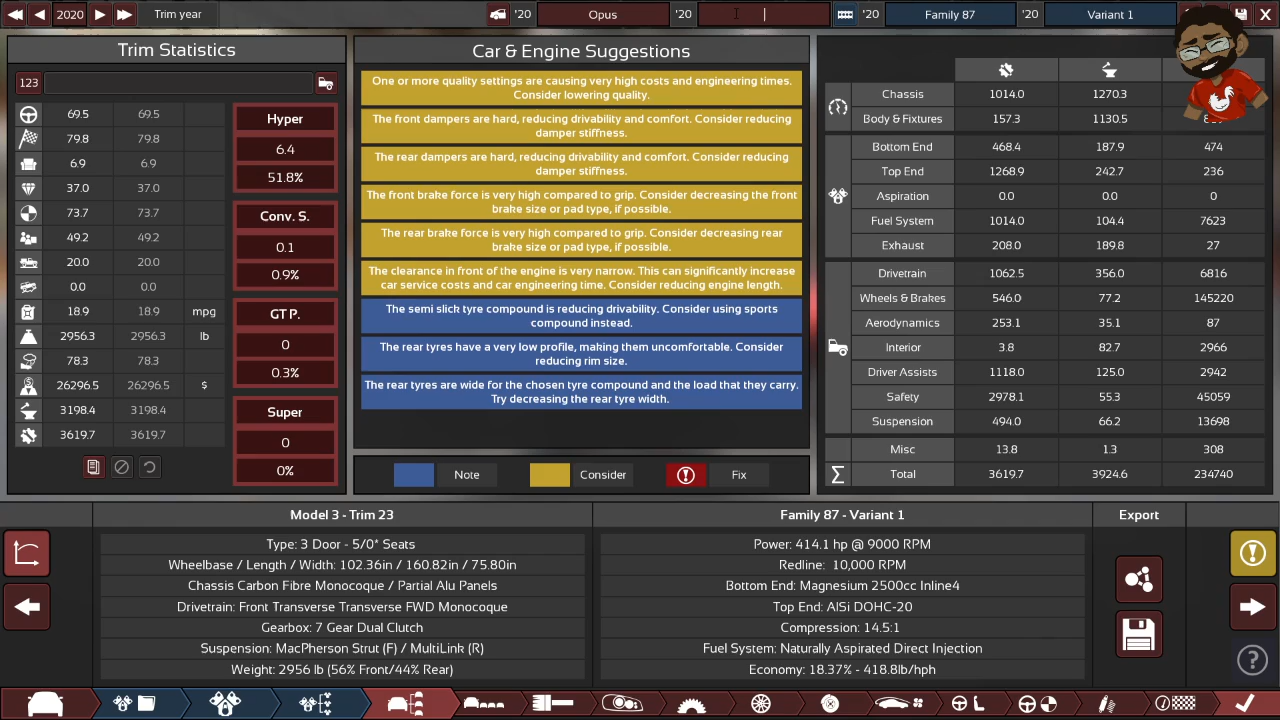 2020
Trim year
'20
Opus
'20
'20
Family 87
'20
Variant 1
Trim Statistics
123
69.5 69.5
79.8 79.8
6.9 6.9
37.0 37.0
73.7 73.7
49.2 49.2
20.0 20.0
0.0 0.0
18.9 18.9 mpg
2956.3 2956.3 lb
78.3 78.3
26296.5 26296.5 $
3198.4 3198.4
3619.7 3619.7
Hyper
6.4
51.8%
Conv. S.
0.1
0.9%
GT P.
0
0.3%
Super
0
0%
Car & Engine Suggestions
One or more quality settings are causing very high costs and engineering times.
Consider lowering quality.
The front dampers are hard, reducing drivability and comfort. Consider reducing
damper stiffness.
The rear dampers are hard, reducing drivability and comfort. Consider reducing
damper stiffness.
The front brake force is very high compared to grip. Consider decreasing the front
brake size or pad type, if possible.
The rear brake force is very high compared to grip. Consider decreasing rear
brake size or pad type, if possible.
The clearance in front of the engine is very narrow. This can significantly increase
car service costs and car engineering time. Consider reducing engine length.
The semi slick tyre compound is reducing drivability. Consider using sports
compound instead.
The rear tyres have a very low profile, making them uncomfortable. Consider
reducing rim size.
The rear tyres are wide for the chosen tyre compound and the load that they carry.
Try decreasing the rear tyre width.
Note
Consider
Fix
Chassis 1014.0 1270.3
Body & Fixtures 157.3 1130.5
Bottom End 468.4 187.9 474
Top End 1268.9 242.7 236
Aspiration 0.0 0.0 0
Fuel System 1014.0 104.4 7623
Exhaust 208.0 189.8 27
Drivetrain 1062.5 356.0 6816
Wheels & Brakes 546.0 77.2 145220
Aerodynamics 253.1 35.1 87
Interior 3.8 82.7 2966
Driver Assists 1118.0 125.0 2942
Safety 2978.1 55.3 45059
Suspension 494.0 66.2 13698
Misc 13.8 1.3 308
Σ Total 3619.7 3924.6 234740
Model 3 - Trim 23
Type: 3 Door - 5/0* Seats
Wheelbase / Length / Width: 102.36in / 160.82in / 75.80in
Chassis Carbon Fibre Monocoque / Partial Alu Panels
Drivetrain: Front Transverse Transverse FWD Monocoque
Gearbox: 7 Gear Dual Clutch
Suspension: MacPherson Strut (F) / MultiLink (R)
Weight: 2956 lb (56% Front/44% Rear)
Family 87 - Variant 1
Power: 414.1 hp @ 9000 RPM
Redline: 10,000 RPM
Bottom End: Magnesium 2500cc Inline4
Top End: AlSi DOHC-20
Compression: 14.5:1
Fuel System: Naturally Aspirated Direct Injection
Economy: 18.37% - 418.8lb/hph
Export